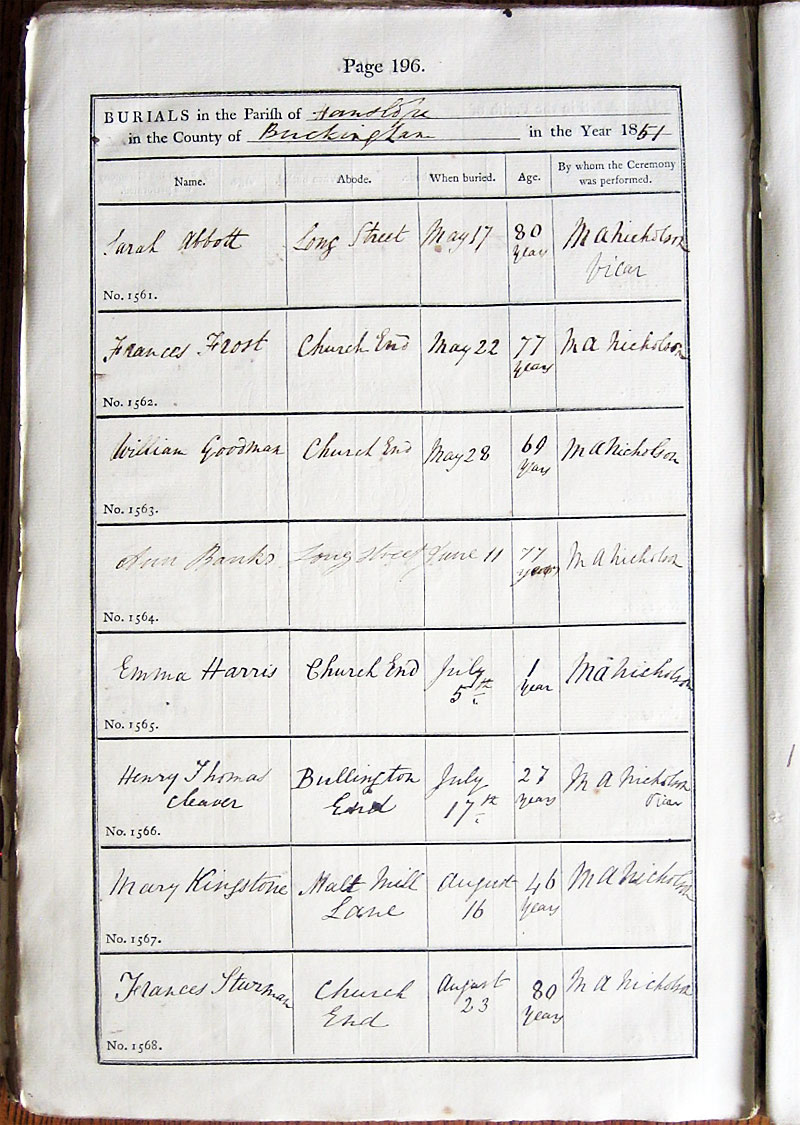 Page 196.
BURIALS in the Parish of Hanslope
in the County of Buckingham in the Year 1851
Name. Abode. When buried. Age. By whom the Ceremony was performed.
Sarah Abbott Long Street May 17 80 years M A Nicholson Vicar
No. 1561.
Frances Frost Church End May 22 77 years M A Nicholson
No. 1562.
William Goodman Church End May 28 69 years M A Nicholson
No. 1563.
Ann Banks Long Street June 11 77 years M A Nicholson
No. 1564.
Emma Harris Church End July 5th 1 year M A Nicholson
No. 1565.
Henry Thomas Cleaver Bullington End July 17th 27 years M A Nicholson Vicar
No. 1566.
Mary Kingstone Malt Mill Lane August 16 46 years M A Nicholson
No. 1567.
Frances Sturman Church End August 23 80 years M A Nicholson
No. 1568.